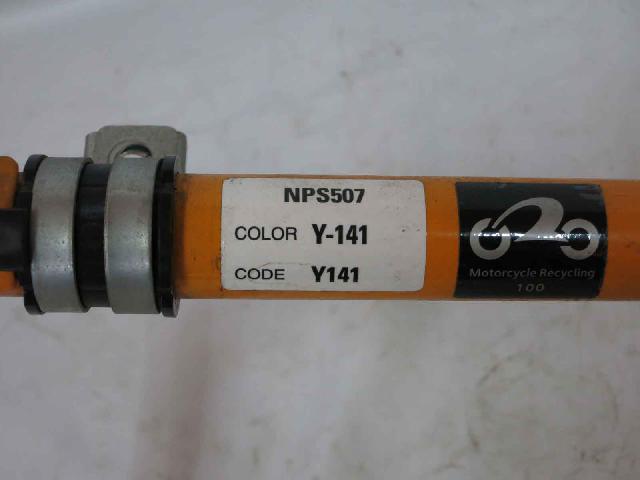 NPS507
COLOR Y-141
CODE Y141
Motorcycle Recycling
100